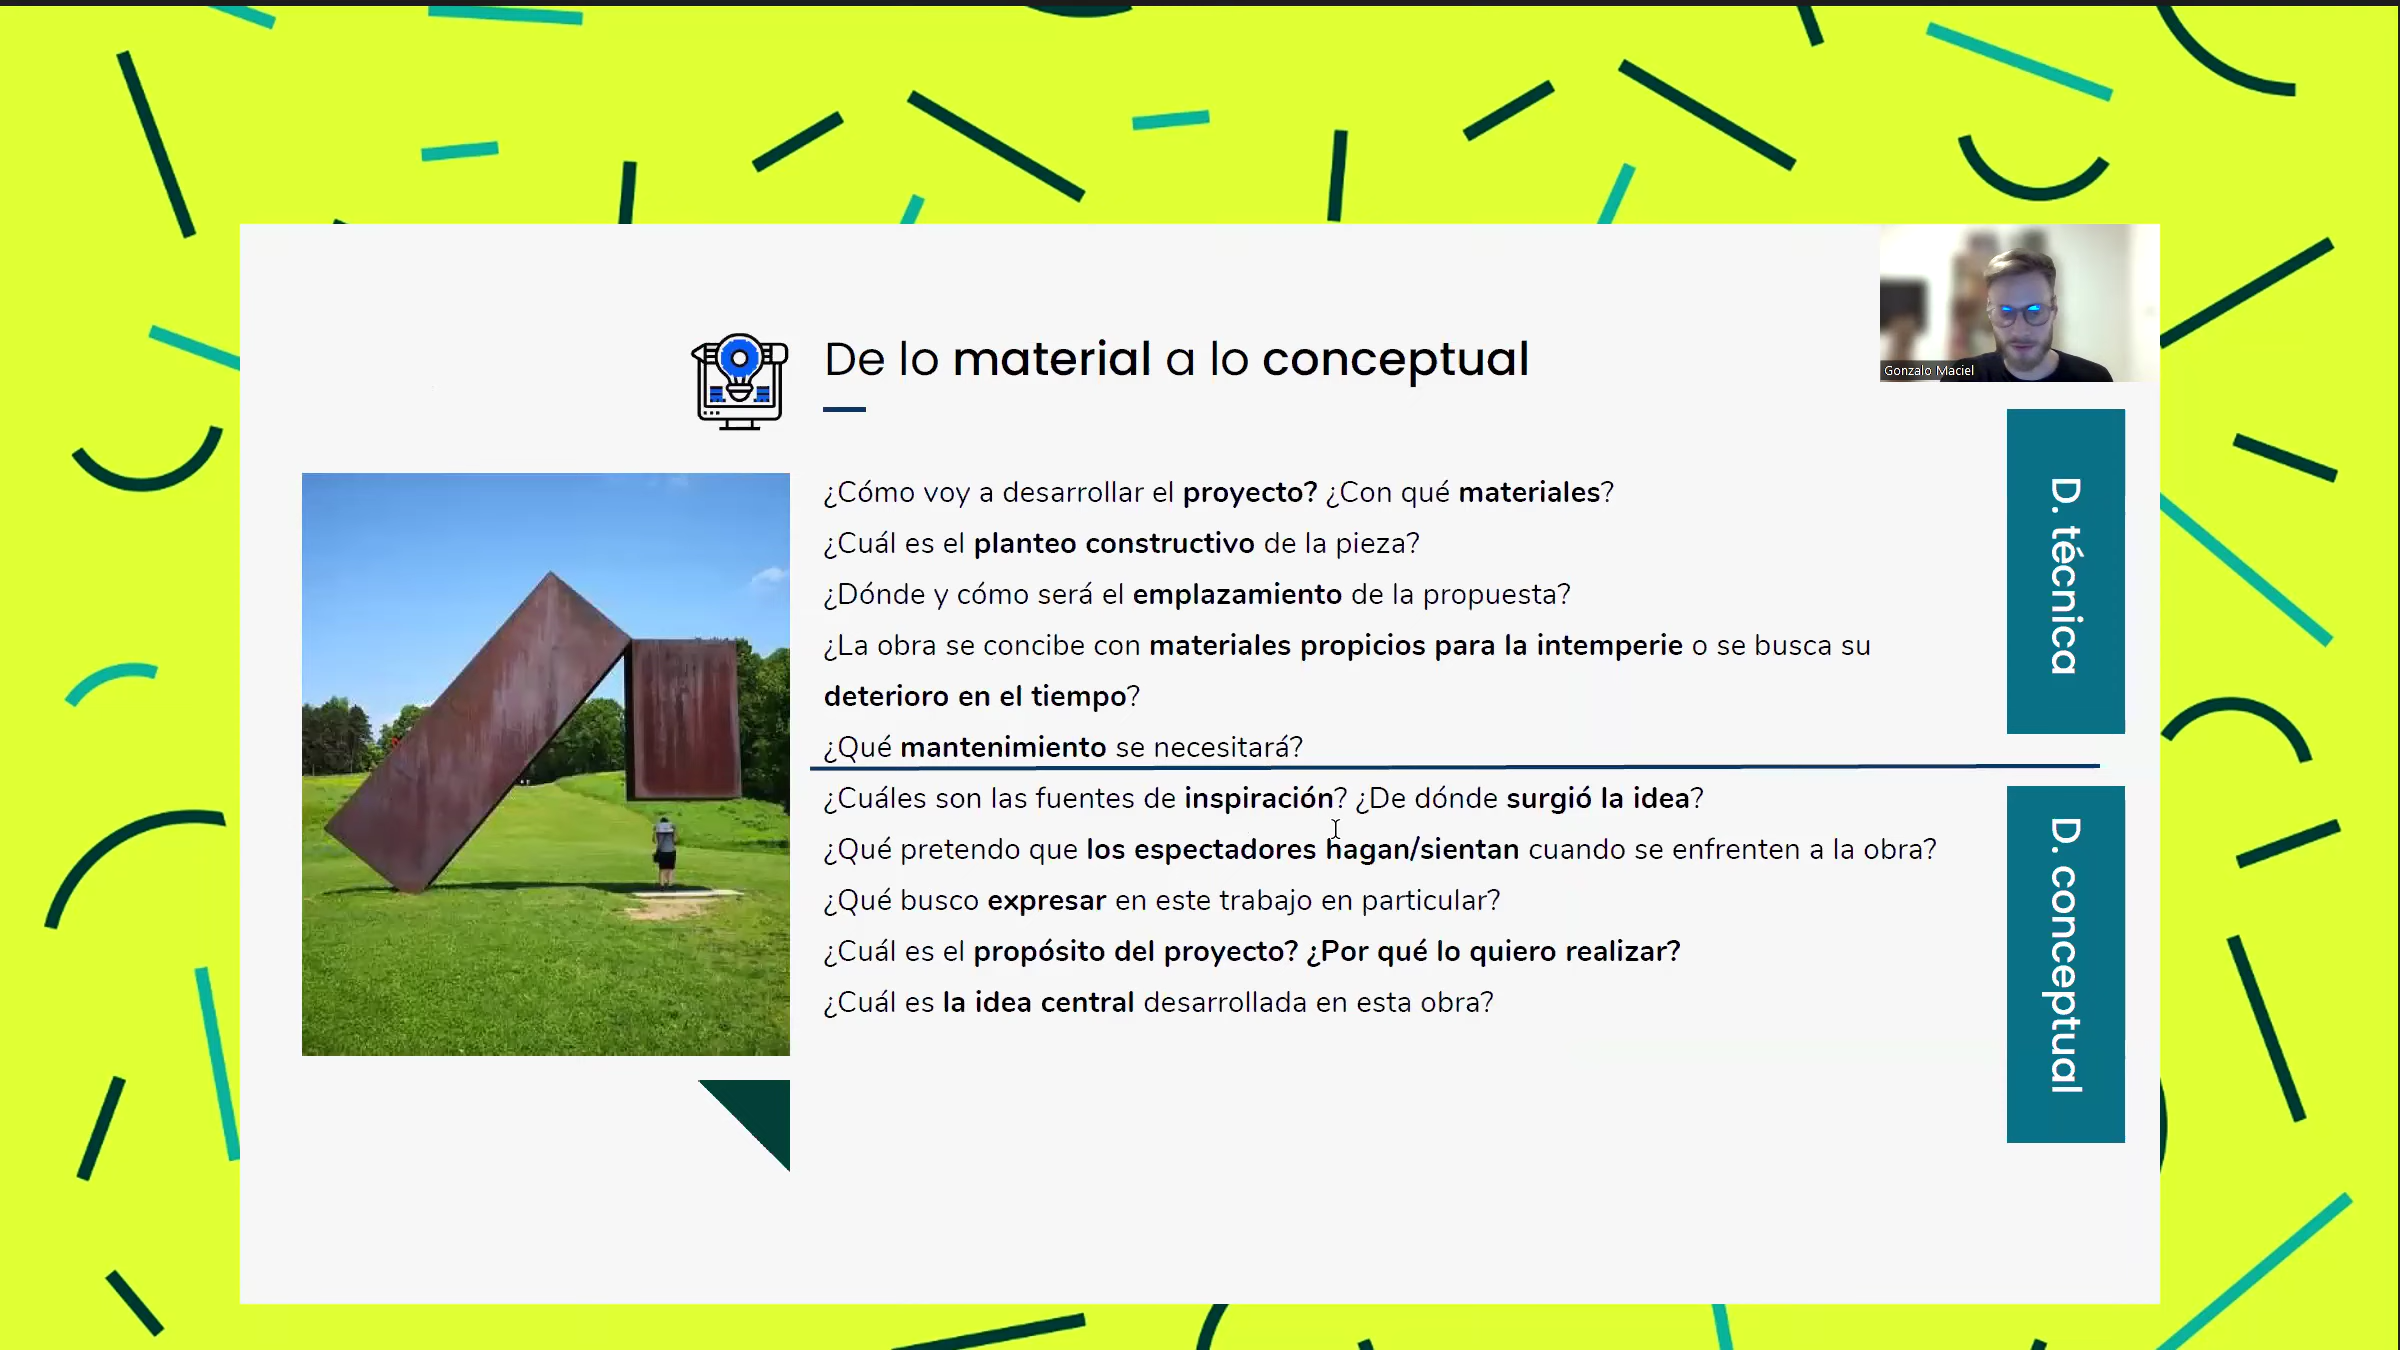 De lo material a lo conceptual
Gonzalo Maciel
¿Cómo voy a desarrollar el proyecto? ¿Con qué materiales?
¿Cuál es el planteo constructivo de la pieza?
¿Dónde y cómo será el emplazamiento de la propuesta?
¿La obra se concibe con materiales propicios para la intemperie o se busca su
deterioro en el tiempo?
¿Qué mantenimiento se necesitará?
D. técnica
¿Cuáles son las fuentes de inspiración? ¿De dónde surgió la idea?
¿Qué pretendo que los espectadores hagan/sientan cuando se enfrenten a la obra?
¿Qué busco expresar en este trabajo en particular?
¿Cuál es el propósito del proyecto? ¿Por qué lo quiero realizar?
¿Cuál es la idea central desarrollada en esta obra?
D. conceptual